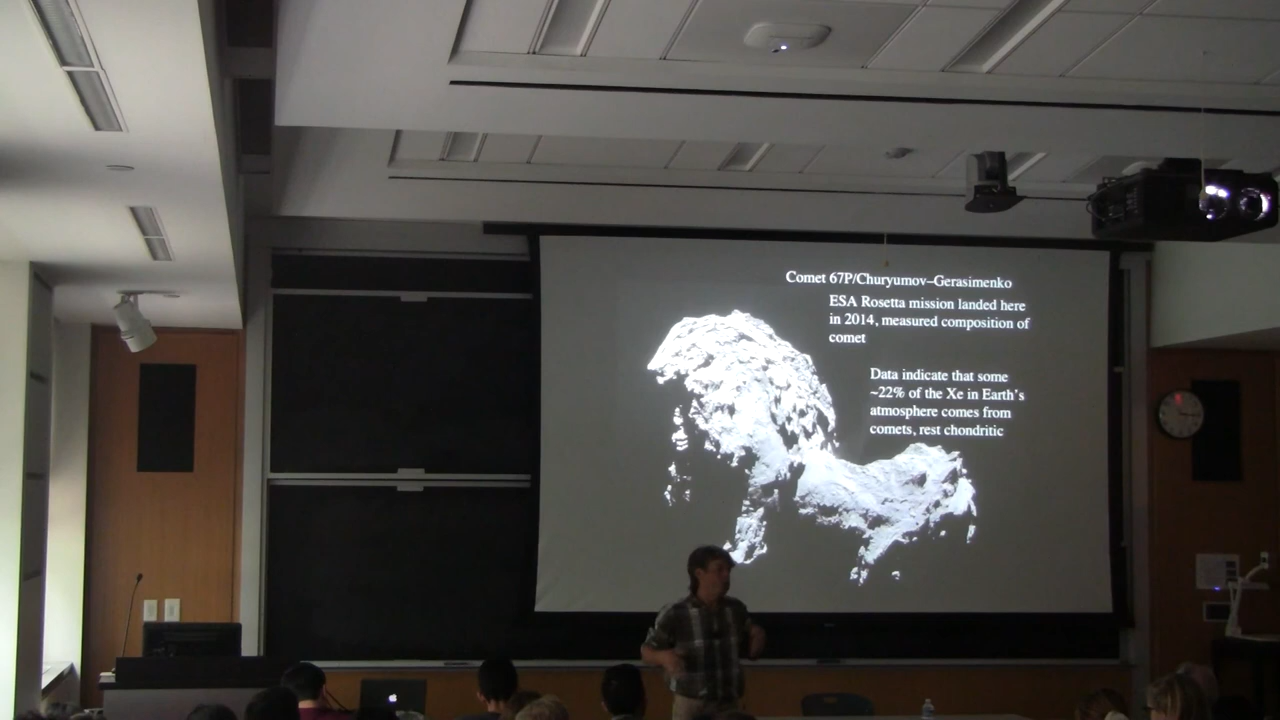 Comet 67P/Churyumov–Gerasimenko
ESA Rosetta mission landed here
in 2014, measured composition of
comet
Data indicate that some
~22% of the Xe in Earth's
atmosphere comes from
comets, rest chondritic